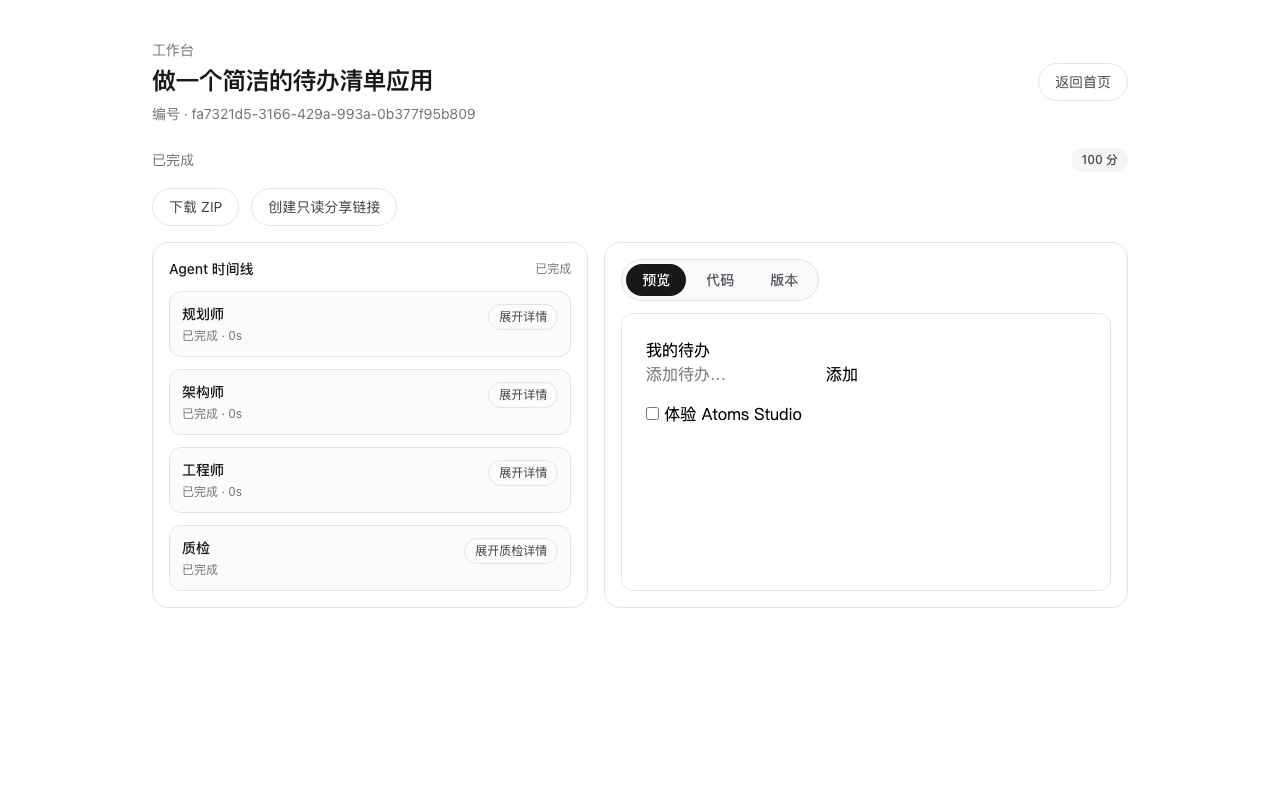 工作台
做一个简洁的待办清单应用
返回首页
编号 · fa7321d5-3166-429a-993a-0b377f95b809
已完成
100 分
下载 ZIP
创建只读分享链接
Agent 时间线
已完成
规划师
已完成 · 0s
展开详情
架构师
已完成 · 0s
展开详情
工程师
已完成 · 0s
展开详情
质检
已完成
展开质检详情
预览
代码
版本
我的待办
添加待办…
添加
体验 Atoms Studio